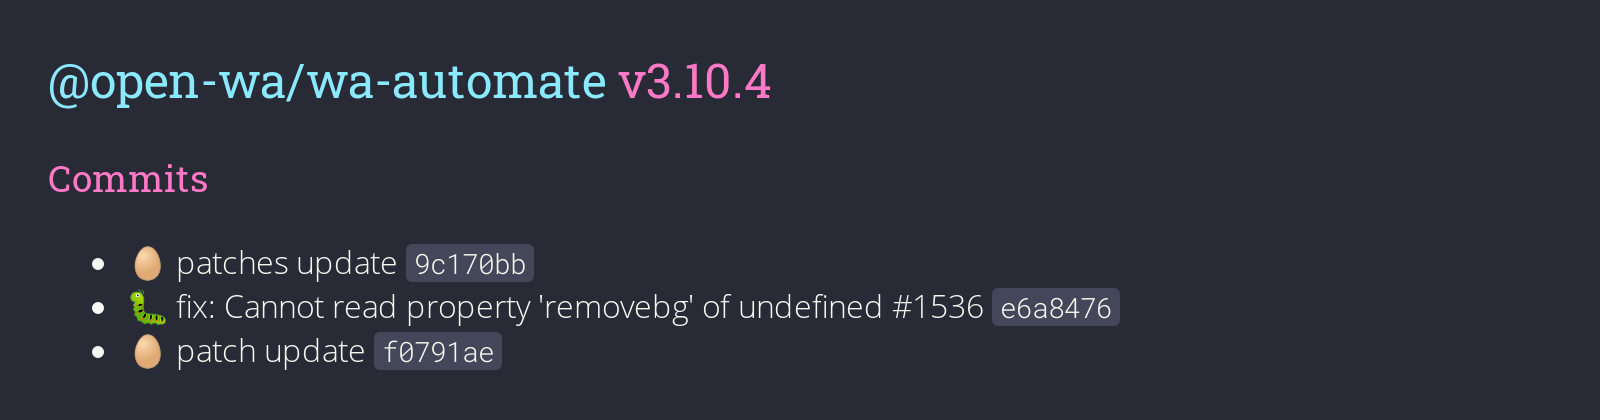 @open-wa/wa-automate v3.10.4
Commits
🥚 patches update 9c170bb
🐛 fix: Cannot read property 'removebg' of undefined #1536 e6a8476
🥚 patch update f0791ae